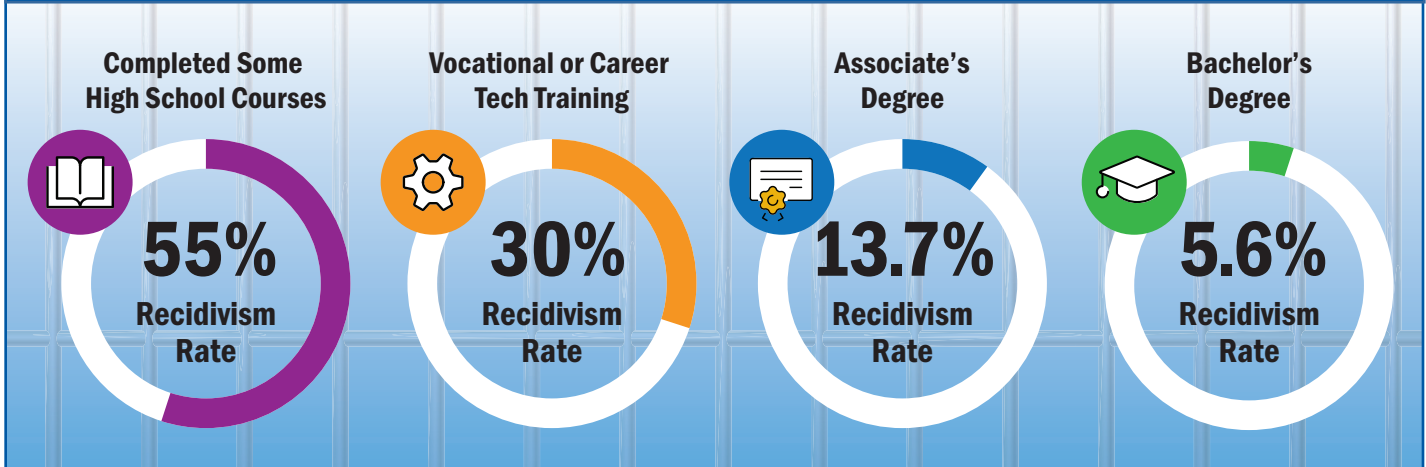 Completed Some
High School Courses
55%
Recidivism
Rate
Vocational or Career
Tech Training
30%
Recidivism
Rate
Associate's
Degree
13.7%
Recidivism
Rate
Bachelor's
Degree
5.6%
Recidivism
Rate